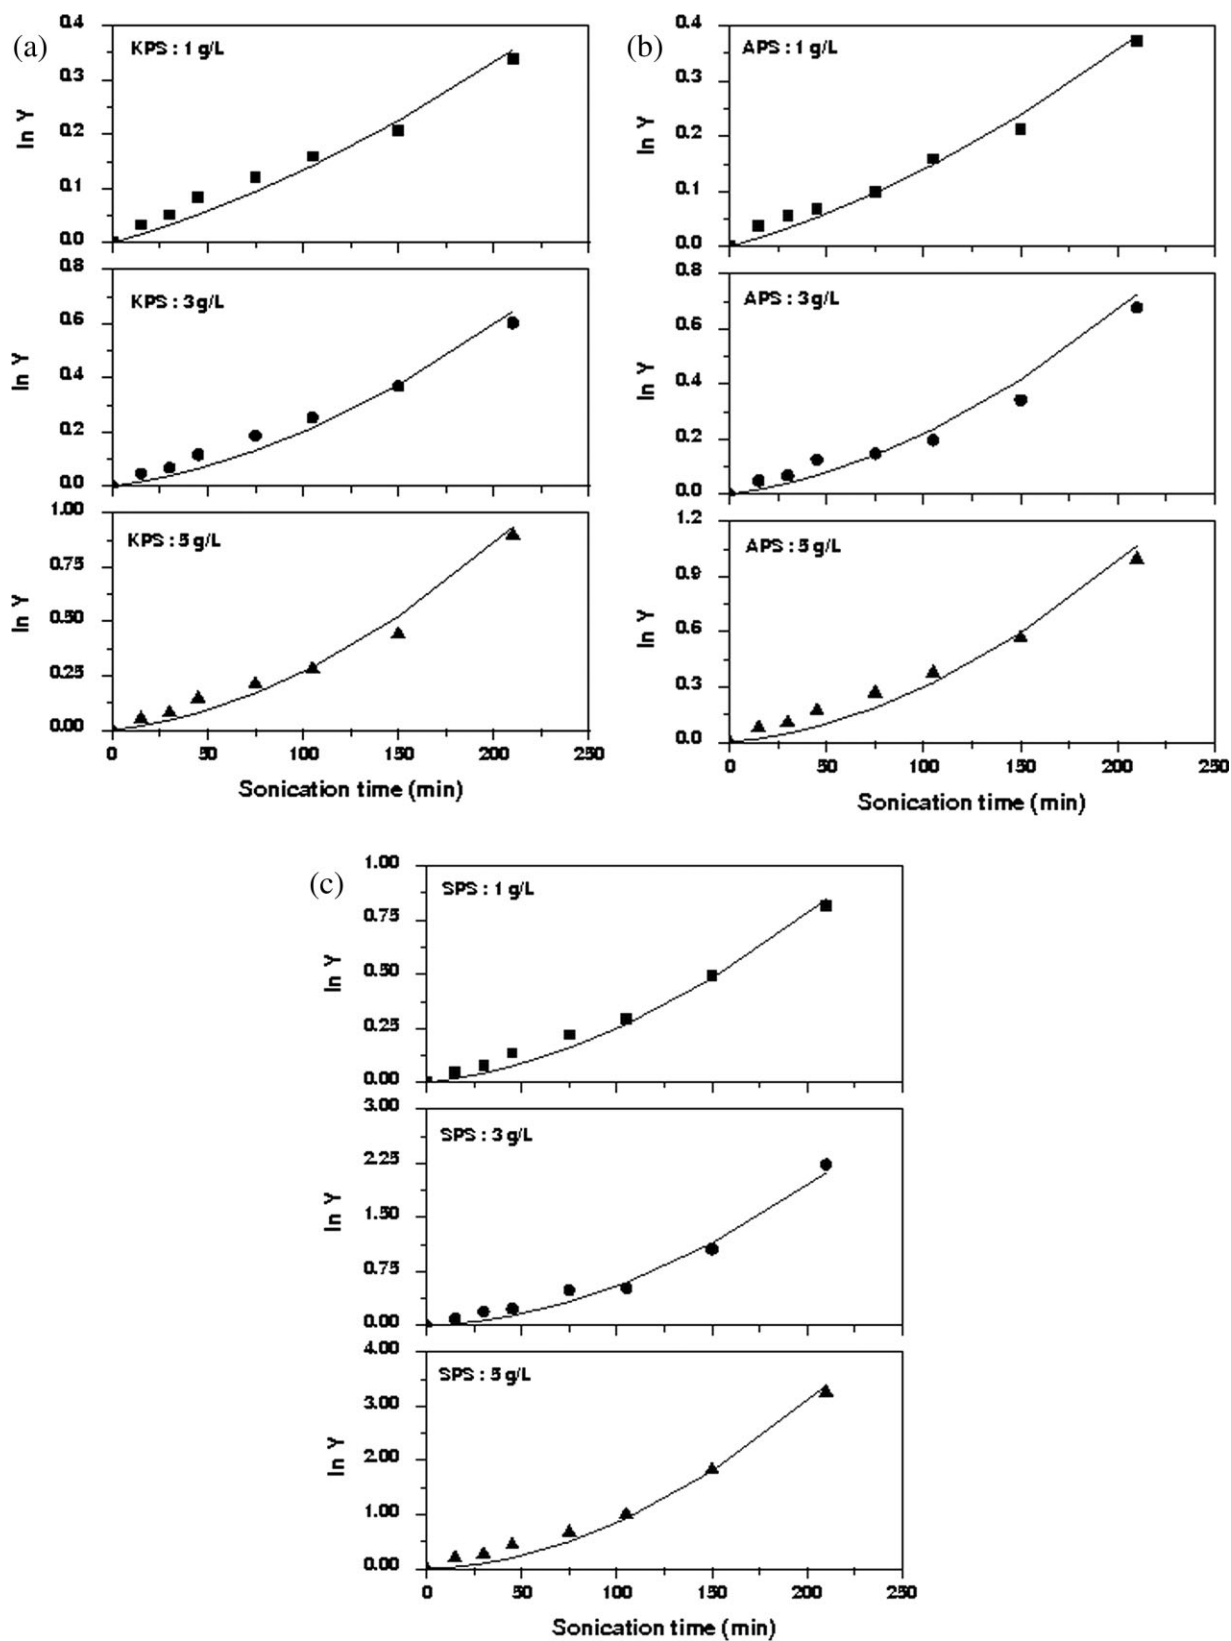 (a)
KPS : 1 g/L
0.4
0.3
0.2
0.1
0.0
ln Y
KPS : 3 g/L
0.8
0.6
0.4
0.2
0.0
ln Y
KPS : 5 g/L
1.00
0.75
0.50
0.25
0.00
ln Y
0 50 100 150 200 250
Sonication time (min)
(b)
APS : 1 g/L
0.4
0.3
0.2
0.1
0.0
ln Y
APS : 3 g/L
0.8
0.6
0.4
0.2
0.0
ln Y
APS : 5 g/L
1.2
0.9
0.6
0.3
0.0
ln Y
0 50 100 150 200 250
Sonication time (min)
(c)
SPS : 1 g/L
1.00
0.75
0.50
0.25
0.00
ln Y
SPS : 3 g/L
3.00
2.25
1.50
0.75
0.00
ln Y
SPS : 5 g/L
4.00
3.00
2.00
1.00
0.00
ln Y
0 50 100 150 200 250
Sonication time (min)